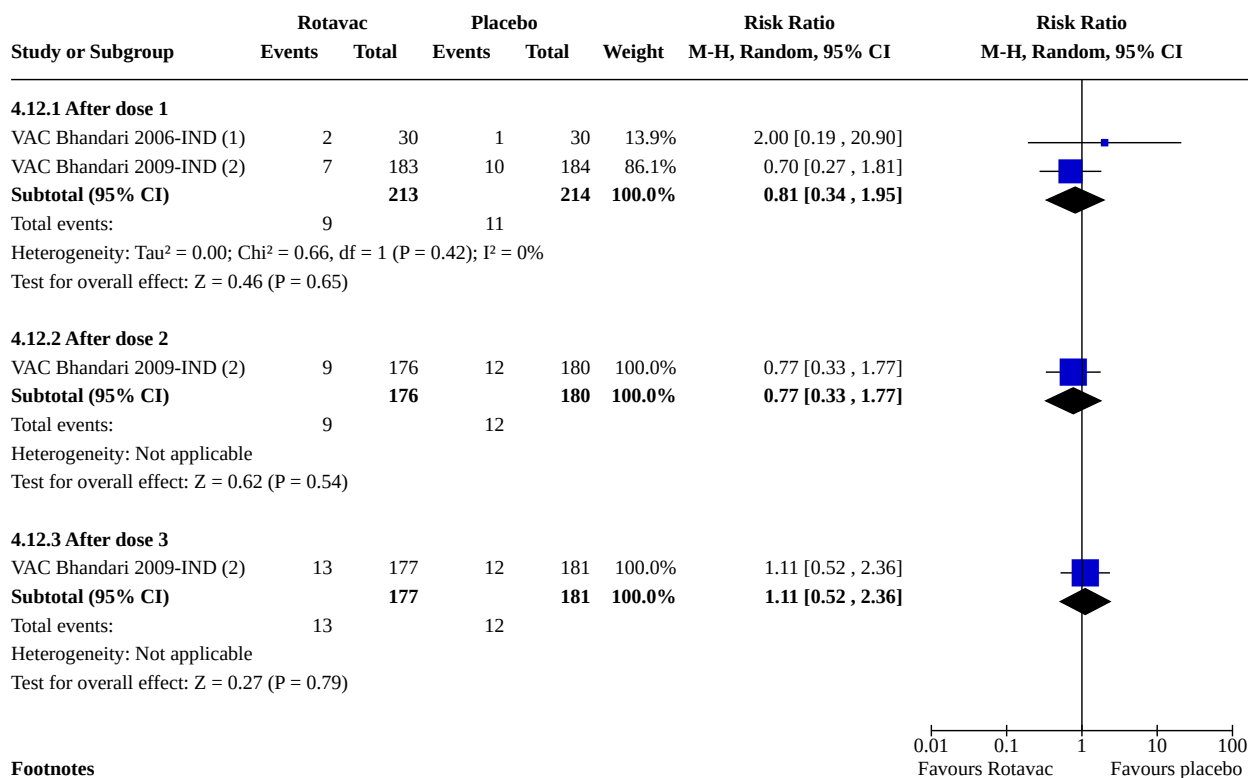 Rotavac Placebo Risk Ratio Risk Ratio
Study or Subgroup Events Total Events Total Weight M-H, Random, 95% CI M-H, Random, 95% CI
4.12.1 After dose 1
VAC Bhandari 2006-IND (1) 2 30 1 30 13.9% 2.00 [0.19 , 20.90]
VAC Bhandari 2009-IND (2) 7 183 10 184 86.1% 0.70 [0.27 , 1.81]
Subtotal (95% CI) 213 214 100.0% 0.81 [0.34 , 1.95]
Total events: 9 11
Heterogeneity: Tau² = 0.00; Chi² = 0.66, df = 1 (P = 0.42); I² = 0%
Test for overall effect: Z = 0.46 (P = 0.65)
4.12.2 After dose 2
VAC Bhandari 2009-IND (2) 9 176 12 180 100.0% 0.77 [0.33 , 1.77]
Subtotal (95% CI) 176 180 100.0% 0.77 [0.33 , 1.77]
Total events: 9 12
Heterogeneity: Not applicable
Test for overall effect: Z = 0.62 (P = 0.54)
4.12.3 After dose 3
VAC Bhandari 2009-IND (2) 13 177 12 181 100.0% 1.11 [0.52 , 2.36]
Subtotal (95% CI) 177 181 100.0% 1.11 [0.52 , 2.36]
Total events: 13 12
Heterogeneity: Not applicable
Test for overall effect: Z = 0.27 (P = 0.79)
0.01 0.1 1 10 100
Footnotes Favours Rotavac Favours placebo